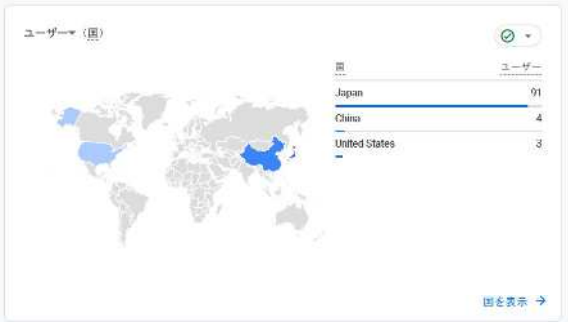 ユーザー▼ (国)
国 ユーザー
Japan 91
China 4
United States 3
国を表示 →